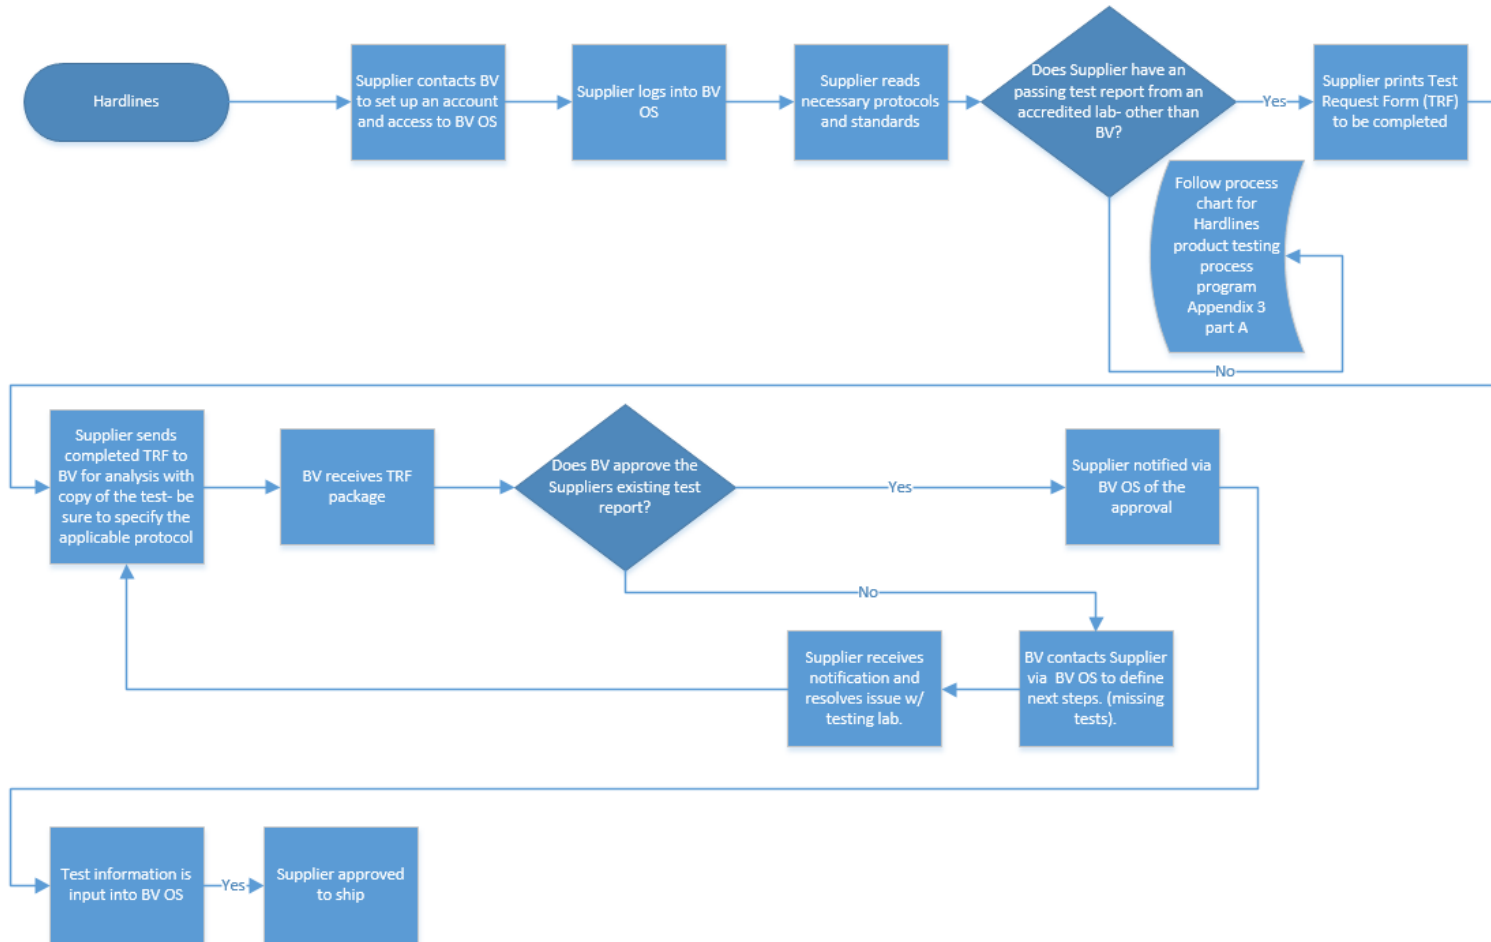 Hardlines
Supplier contacts BV
to set up an account
and access to BV OS
Supplier logs into BV
OS
Supplier reads
necessary protocols
and standards
Does Supplier have an
passing test report from an
accredited lab- other than
BV?
Yes
Supplier prints Test
Request Form (TRF)
to be completed
Follow process
chart for
Hardlines
product testing
process
program
Appendix 3
part A
No
Supplier sends
completed TRF to
BV for analysis with
copy of the test- be
sure to specify the
applicable protocol
BV receives TRF
package
Does BV approve the
Suppliers existing test
report?
Yes
Supplier notified via
BV OS of the
approval
No
Supplier receives
notification and
resolves issue w/
testing lab.
BV contacts Supplier
via BV OS to define
next steps. (missing
tests).
Test information is
input into BV OS
Yes
Supplier approved
to ship